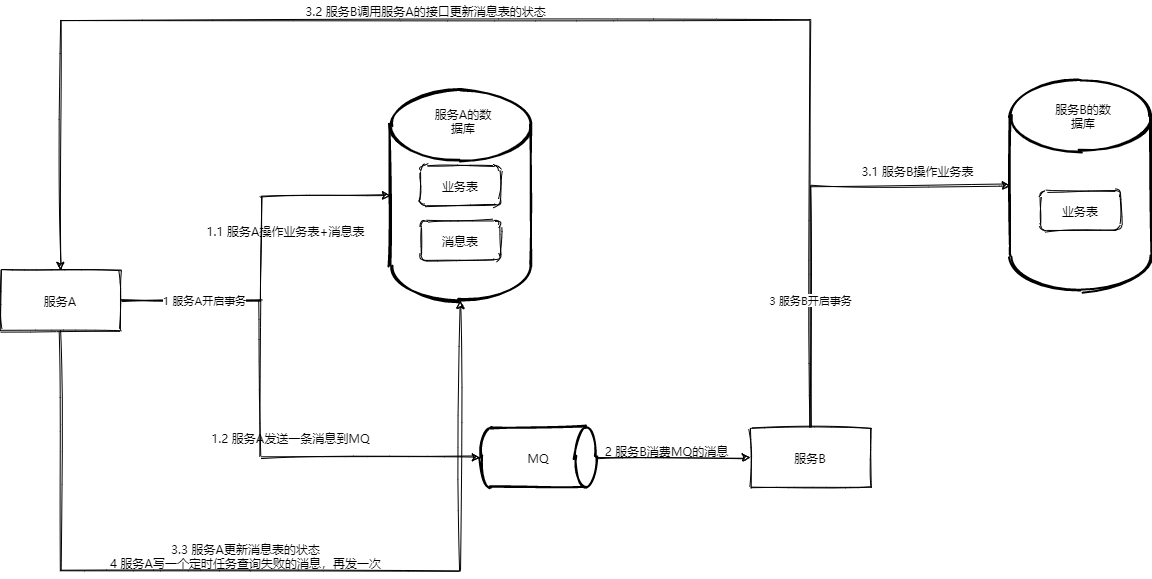 3.2 服务B调用服务A的接口更新消息表的状态
服务A的数
据库
服务B的数
据库
业务表
3.1 服务B操作业务表
业务表
1.1 服务A操作业务表+消息表
消息表
服务A
1 服务A开启事务
3 服务B开启事务
1.2 服务A发送一条消息到MQ
MQ
2 服务B消费MQ的消息
服务B
3.3 服务A更新消息表的状态
4 服务A写一个定时任务查询失败的消息，再发一次